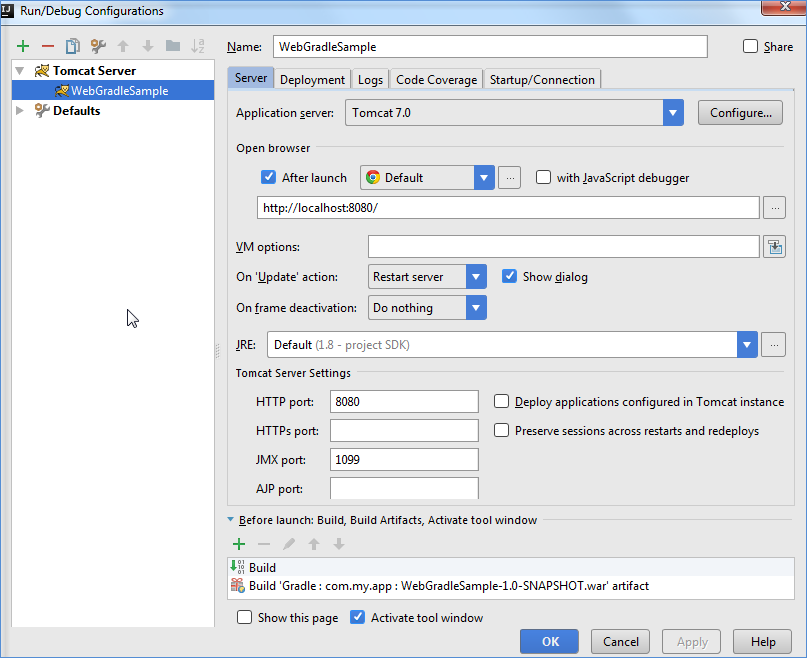 IJ Run/Debug Configurations
Name: WebGradleSample Share
Tomcat Server
WebGradleSample
Defaults
Server Deployment Logs Code Coverage Startup/Connection
Application server: Tomcat 7.0 Configure...
Open browser
After launch Default ... with JavaScript debugger
http://localhost:8080/ ...
VM options:
On 'Update' action: Restart server Show dialog
On frame deactivation: Do nothing
JRE: Default (1.8 - project SDK) ...
Tomcat Server Settings
HTTP port: 8080 Deploy applications configured in Tomcat instance
HTTPs port: Preserve sessions across restarts and redeploys
JMX port: 1099
AJP port:
Before launch: Build, Build Artifacts, Activate tool window
Build
Build 'Gradle : com.my.app : WebGradleSample-1.0-SNAPSHOT.war' artifact
Show this page Activate tool window
OK Cancel Apply Help